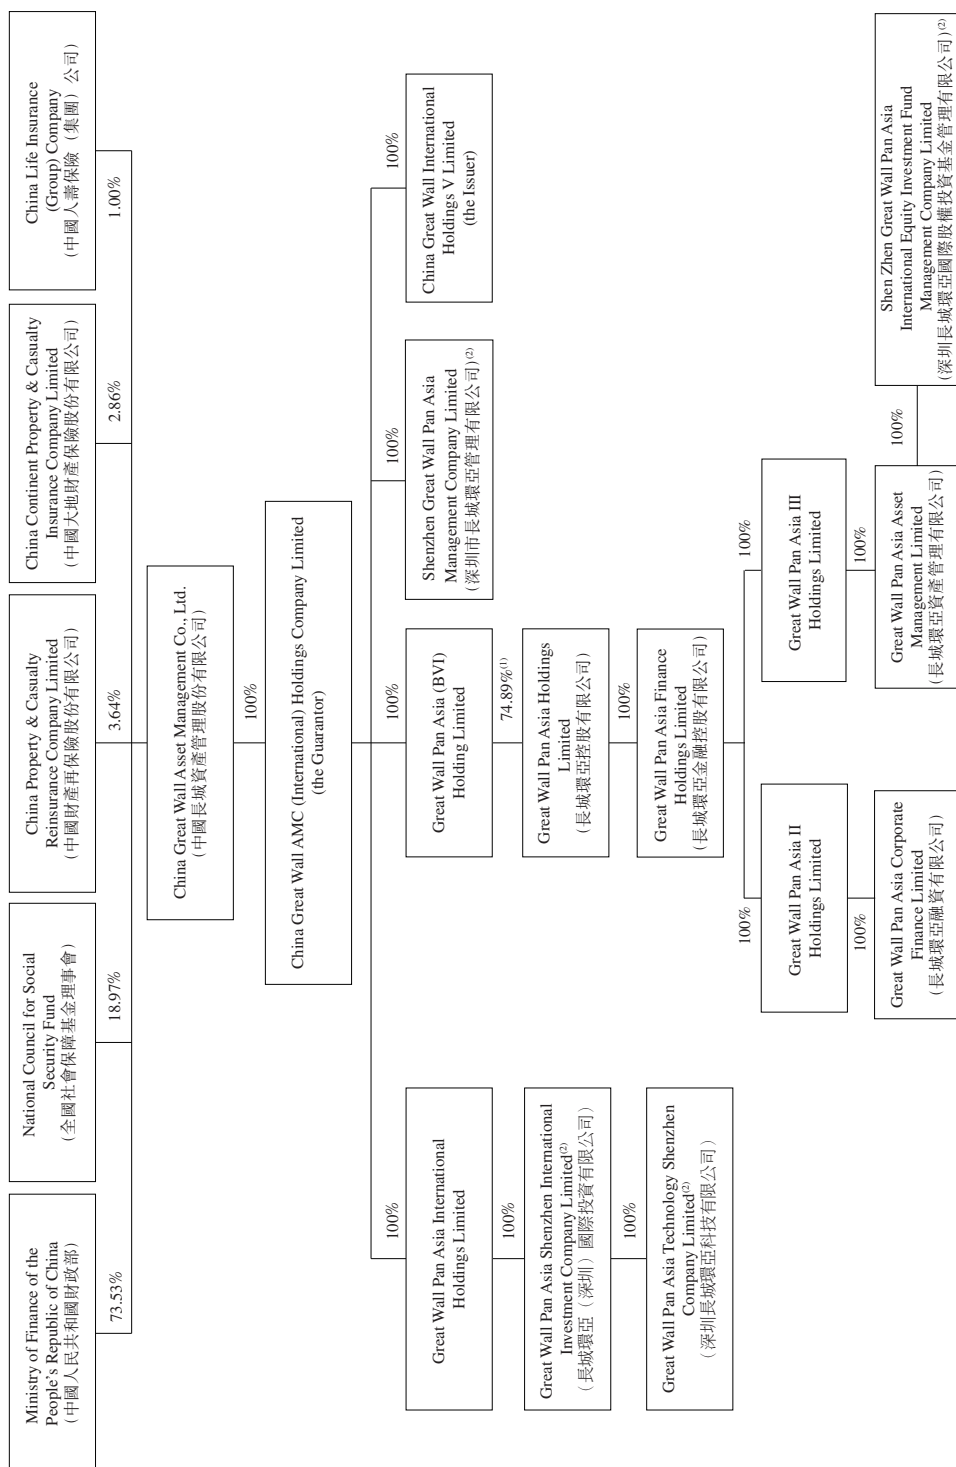 Ministry of Finance of the
People's Republic of China
(中國人民共和國財政部)
National Council for Social
Security Fund
(全國社會保障基金理事會)
China Property & Casualty
Reinsurance Company Limited
(中國財產再保險股份有限公司)
China Continent Property & Casualty
Insurance Company Limited
(中國大地財產保險股份有限公司)
China Life Insurance
(Group) Company
(中國人壽保險(集團)公司)
73.53%
18.97%
3.64%
2.86%
1.00%
China Great Wall Asset Management Co., Ltd.
(中國長城資產管理股份有限公司)
100%
China Great Wall AMC (International) Holdings Company Limited
(the Guarantor)
100%
100%
100%
100%
Great Wall Pan Asia International
Holdings Limited
Great Wall Pan Asia (BVI)
Holding Limited
Shenzhen Great Wall Pan Asia
Management Company Limited
(深圳市長城環亞管理有限公司)(2)
China Great Wall International
Holdings V Limited
(the Issuer)
100%
74.89%(1)
Great Wall Pan Asia Shenzhen International
Investment Company Limited(2)
(長城環亞(深圳)國際投資有限公司)
Great Wall Pan Asia Holdings
Limited
(長城環亞控股有限公司)
100%
100%
Great Wall Pan Asia Technology Shenzhen
Company Limited(2)
(深圳長城環亞科技有限公司)
Great Wall Pan Asia Finance
Holdings Limited
(長城環亞金融控股有限公司)
100%
100%
Great Wall Pan Asia II
Holdings Limited
Great Wall Pan Asia III
Holdings Limited
100%
100%
Great Wall Pan Asia Corporate
Finance Limited
(長城環亞融資有限公司)
Great Wall Pan Asia Asset
Management Limited
(長城環亞資產管理有限公司)
100%
Shen Zhen Great Wall Pan Asia
International Equity Investment Fund
Management Company Limited
(深圳長城環亞國際股權投資基金管理有限公司)(2)